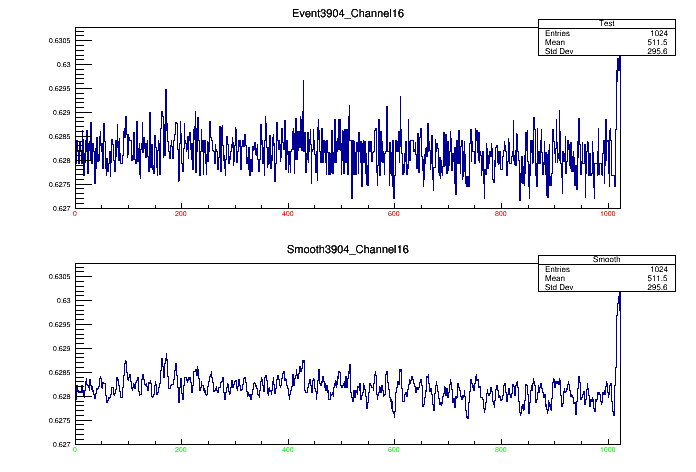 Event3904_Channel16
Test
Entries 1024
Mean 511.5
Std Dev 295.6
0.6305
0.63
0.6295
0.629
0.6285
0.628
0.6275
0.627
0 200 400 600 800 1000
Smooth3904_Channel16
Smooth
Entries 1024
Mean 511.5
Std Dev 295.6
0.6305
0.63
0.6295
0.629
0.6285
0.628
0.6275
0.627
0 200 400 600 800 1000